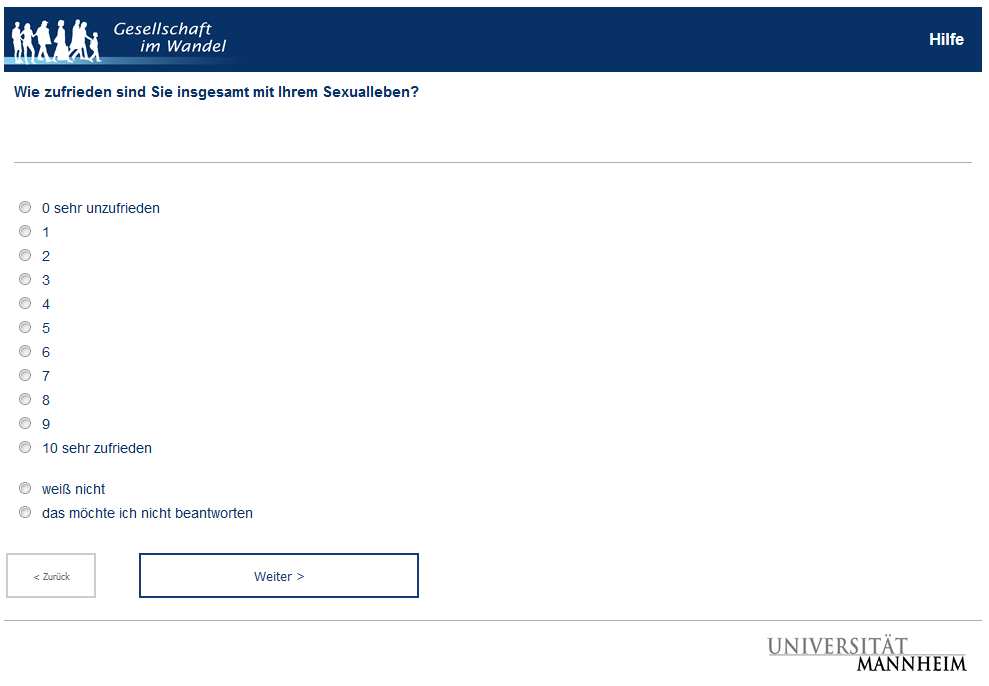 Gesellschaft
im Wandel
Hilfe
Wie zufrieden sind Sie insgesamt mit Ihrem Sexualleben?
0 sehr unzufrieden
1
2
3
4
5
6
7
8
9
10 sehr zufrieden
weiß nicht
das möchte ich nicht beantworten
< Zurück
Weiter >
UNIVERSITÄT
MANNHEIM